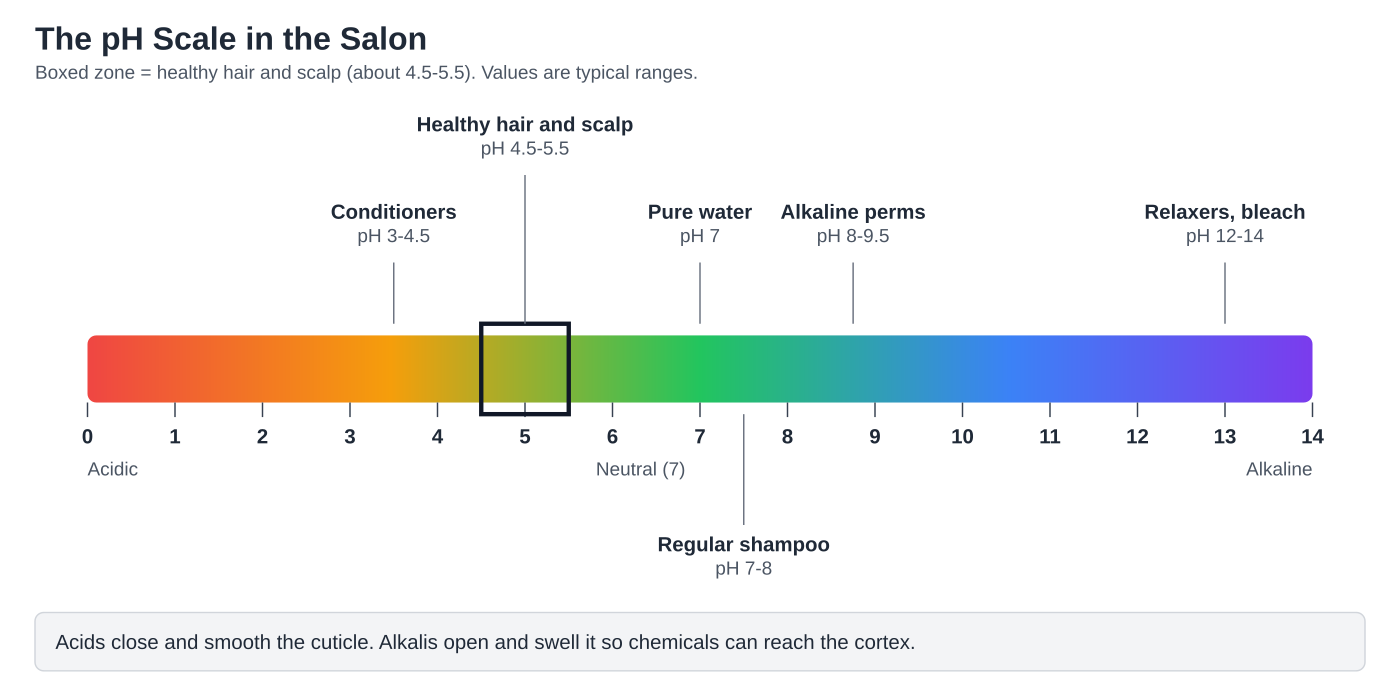 The pH Scale in the Salon
Boxed zone = healthy hair and scalp (about 4.5-5.5). Values are typical ranges.
Healthy hair and scalp
pH 4.5-5.5
Conditioners
pH 3-4.5
Pure water
pH 7
Alkaline perms
pH 8-9.5
Relaxers, bleach
pH 12-14
0 1 2 3 4 5 6 7 8 9 10 11 12 13 14
Acidic
Neutral (7)
Alkaline
Regular shampoo
pH 7-8
Acids close and smooth the cuticle. Alkalis open and swell it so chemicals can reach the cortex.